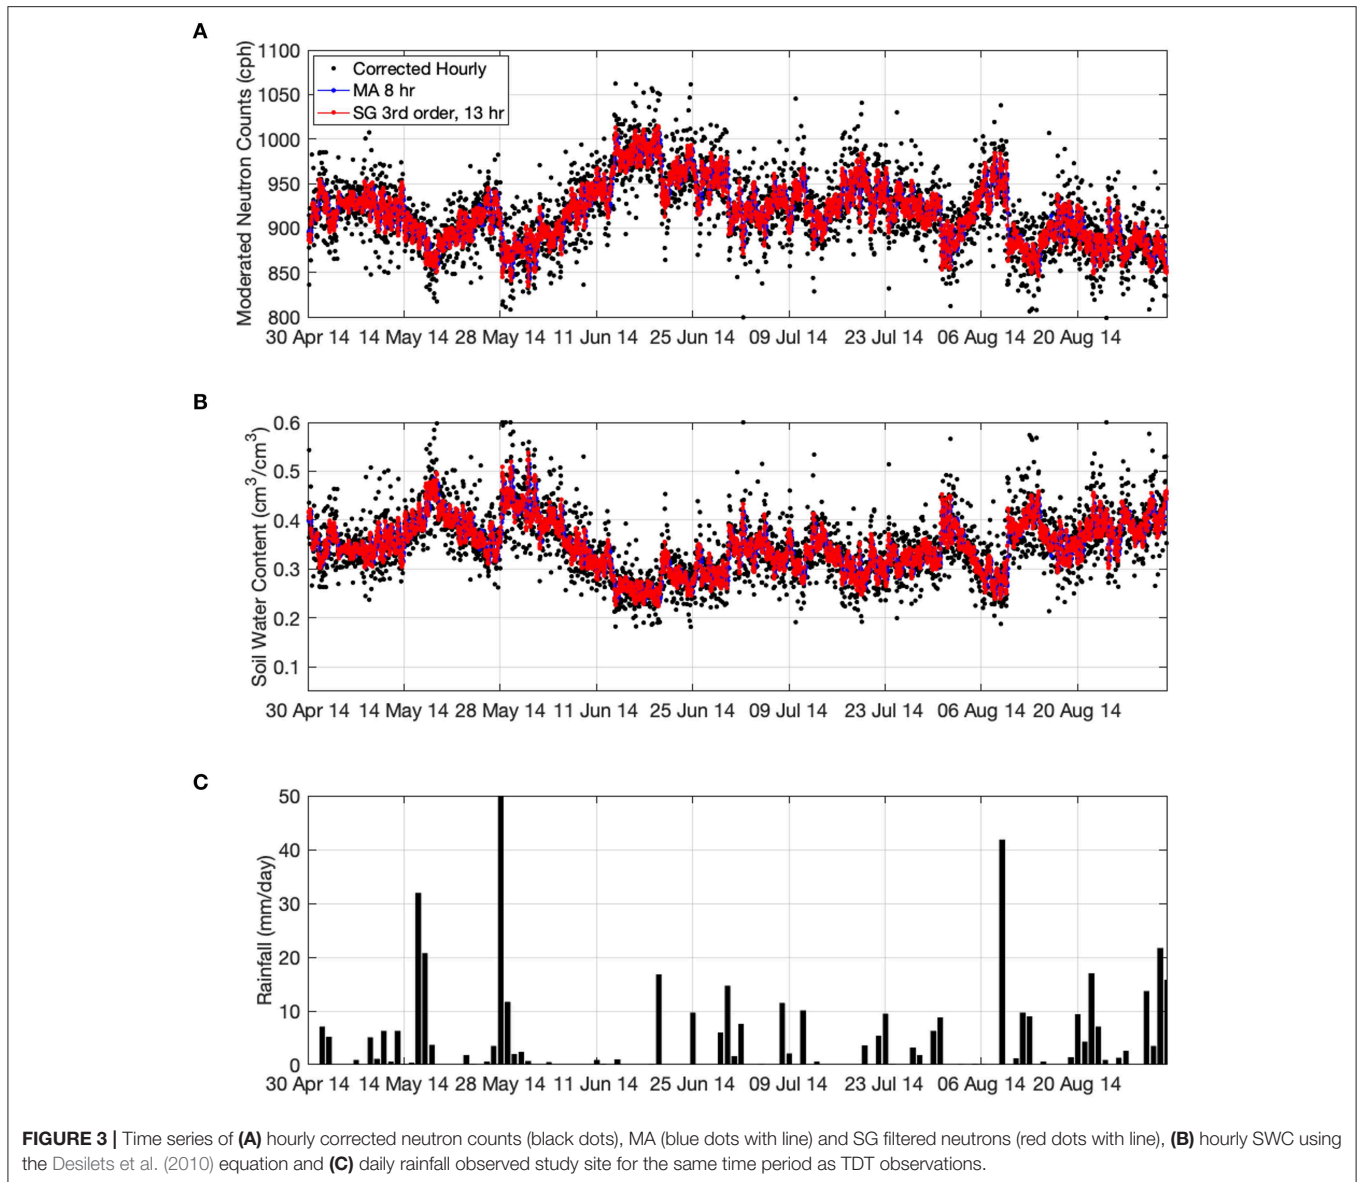 A
Moderated Neutron Counts (cph)
1100
1050
1000
950
900
850
800
Corrected Hourly
MA 8 hr
SG 3rd order, 13 hr
30 Apr 14 14 May 14 28 May 14 11 Jun 14 25 Jun 14 09 Jul 14 23 Jul 14 06 Aug 14 20 Aug 14
B
Soil Water Content (cm³/cm³)
0.6
0.5
0.4
0.3
0.2
0.1
30 Apr 14 14 May 14 28 May 14 11 Jun 14 25 Jun 14 09 Jul 14 23 Jul 14 06 Aug 14 20 Aug 14
C
Rainfall (mm/day)
50
40
30
20
10
0
30 Apr 14 14 May 14 28 May 14 11 Jun 14 25 Jun 14 09 Jul 14 23 Jul 14 06 Aug 14 20 Aug 14
FIGURE 3 | Time series of (A) hourly corrected neutron counts (black dots), MA (blue dots with line) and SG filtered neutrons (red dots with line), (B) hourly SWC using
the Desilets et al. (2010) equation and (C) daily rainfall observed study site for the same time period as TDT observations.